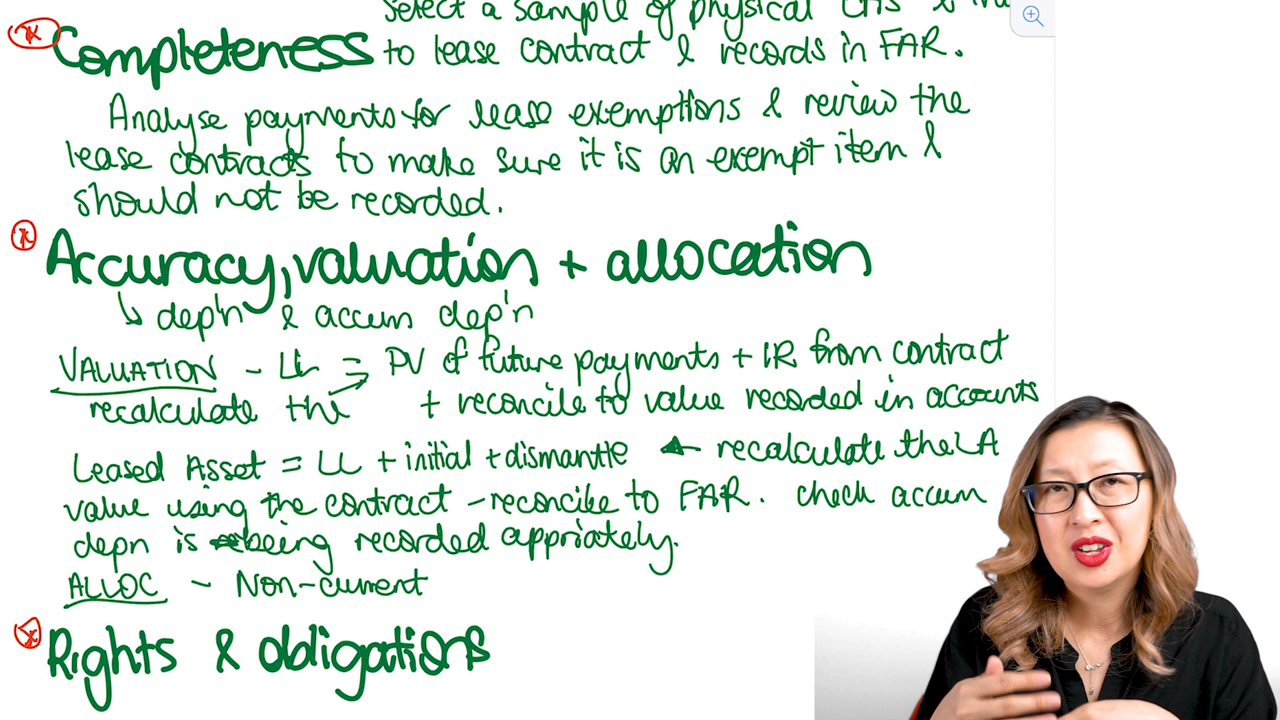 Select a sample of physical
Completeness to lease contract & records in FAR.
Analyse payments for lease exemptions & review the
lease contracts to make sure it is an exempt item &
should not be recorded.
Accuracy, valuation + allocation
↳ dep'n & accum dep'n
VALUATION - LL = PV of future payments + IR from contract
recalculate the + reconcile to value recorded in accounts
Leased Asset = LL + initial + dismantle ← recalculate the LA
value using the contract - reconcile to FAR. check accum
depn is being recorded appriately.
ALLOC - Non-current
Rights & obligations